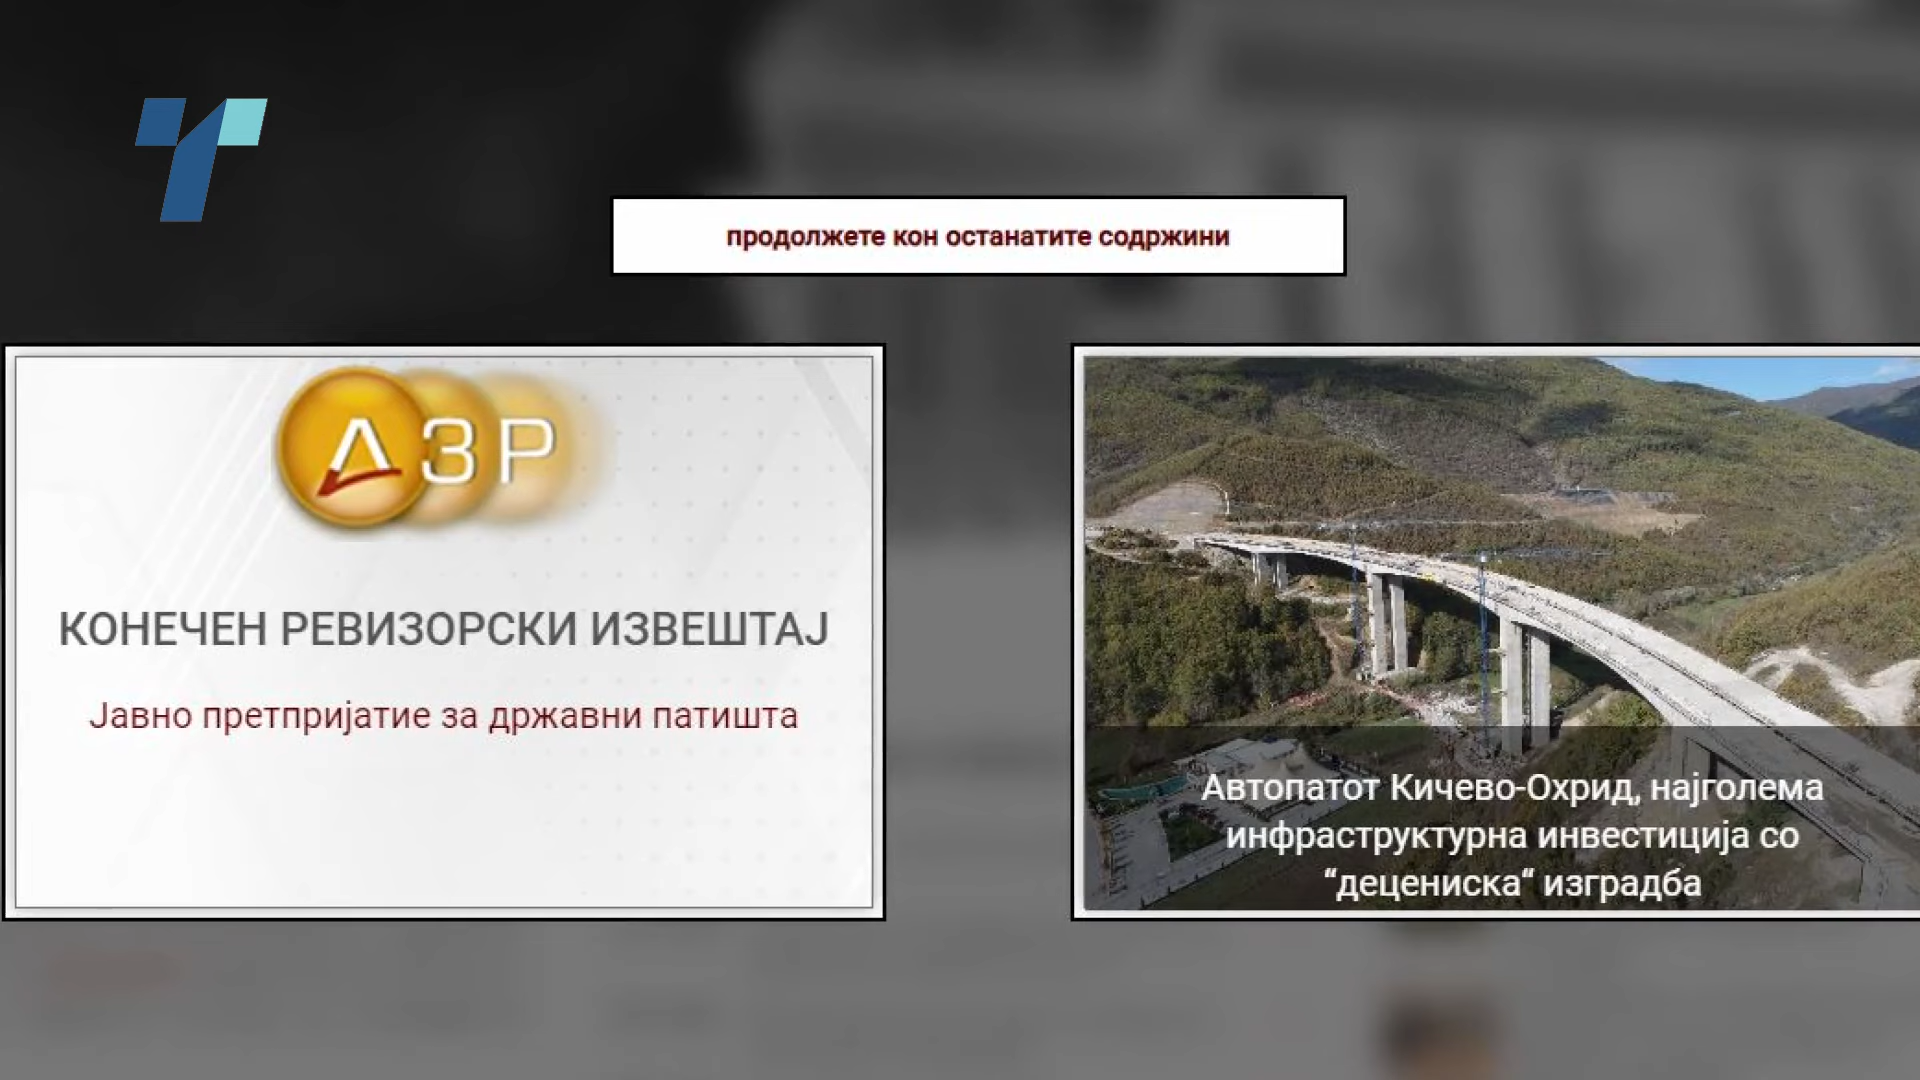 продолжете кон останатите содржини
ДЗР
КОНЕЧЕН РЕВИЗОРСКИ ИЗВЕШТАЈ
Јавно претпријатие за државни патишта
Автопатот Кичево-Охрид, најголема
инфраструктурна инвестиција со
“децениска“ изградба